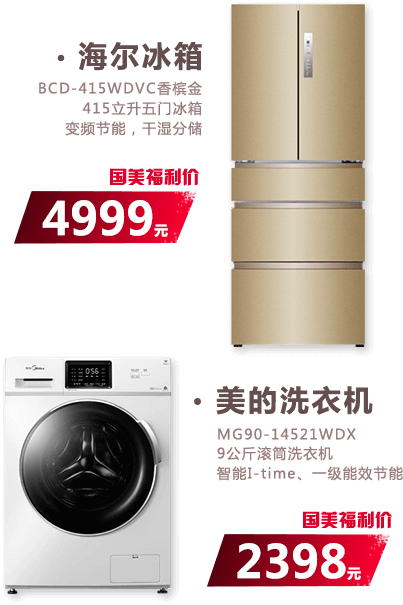 · 海尔冰箱
BCD-415WDVC香槟金
415立升五门冰箱
变频节能，干湿分储
国美福利价
4999元
Midea
056
· 美的洗衣机
MG90-14521WDX
9公斤滚筒洗衣机
智能I-time、一级能效节能
国美福利价
2398元